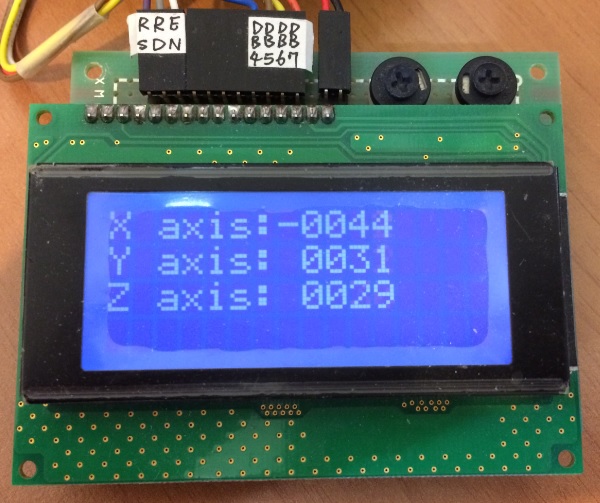 RRE
SDN
DDDD
BBBB
4567
X axis:-0044
Y axis: 0031
Z axis: 0029